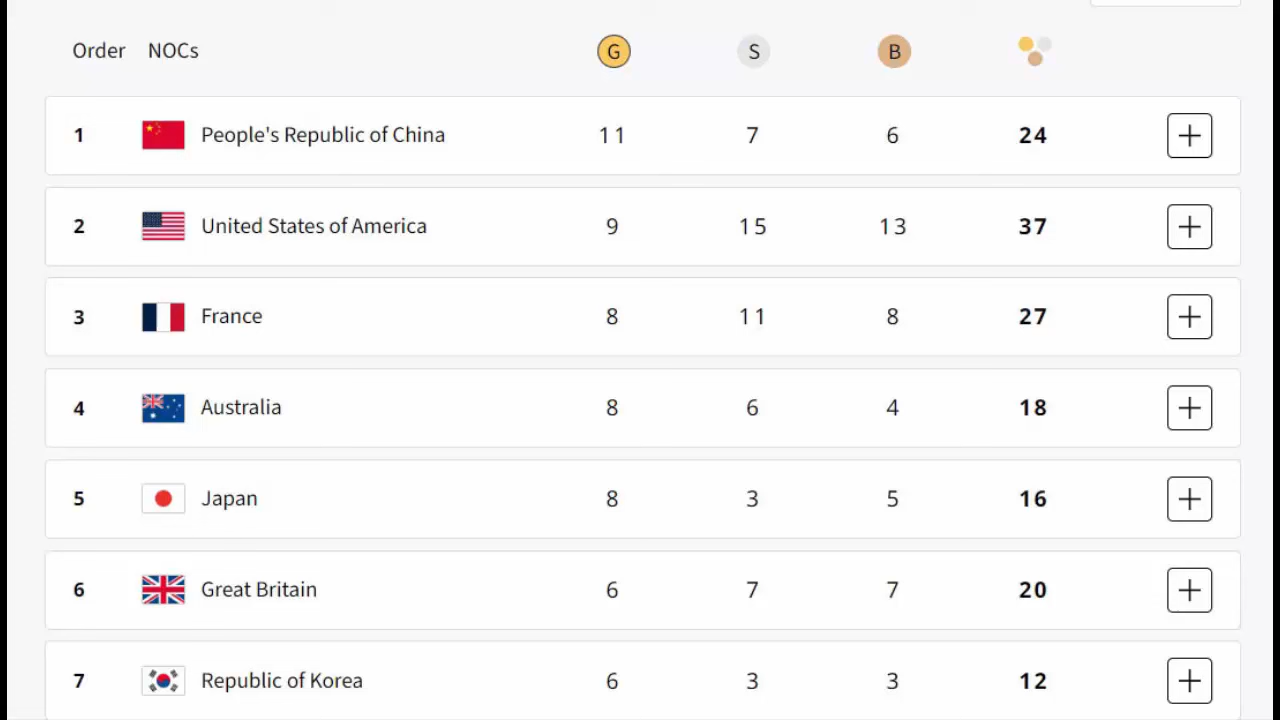 Order NOCs G S B
1 People's Republic of China 11 7 6 24
2 United States of America 9 15 13 37
3 France 8 11 8 27
4 Australia 8 6 4 18
5 Japan 8 3 5 16
6 Great Britain 6 7 7 20
7 Republic of Korea 6 3 3 12